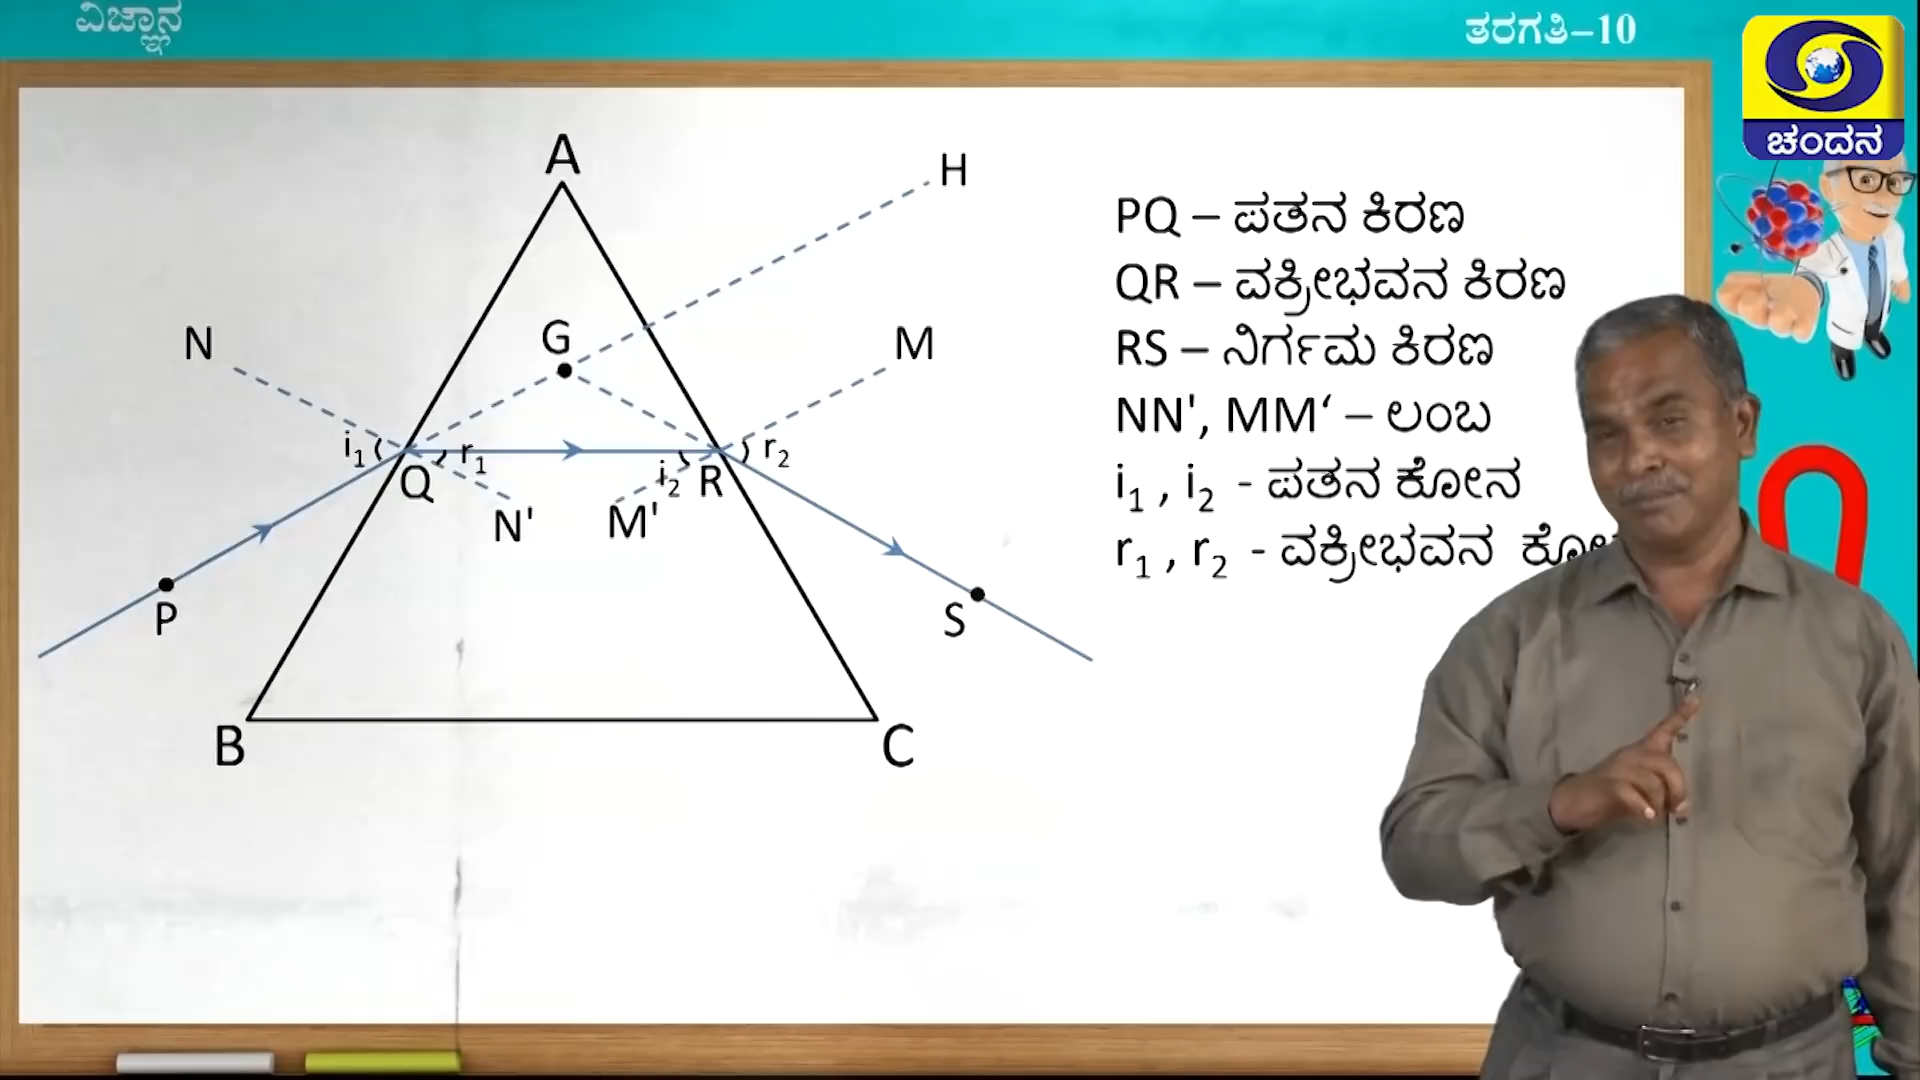 ವಿಜ್ಞಾನ
ತರಗತಿ–10
ಚಂದನ
A
H
PQ – ಪತನ ಕಿರಣ
QR – ವಕ್ರೀಭವನ ಕಿರಣ
RS – ನಿರ್ಗಮ ಕಿರಣ
NN', MM‘ – ಲಂಬ
i₁ , i₂ - ಪತನ ಕೋನ
r₁ , r₂ - ವಕ್ರೀಭವನ
G
N
M
i₁
r₁
i₂
r₂
Q
R
N'
M'
P
S
B
C